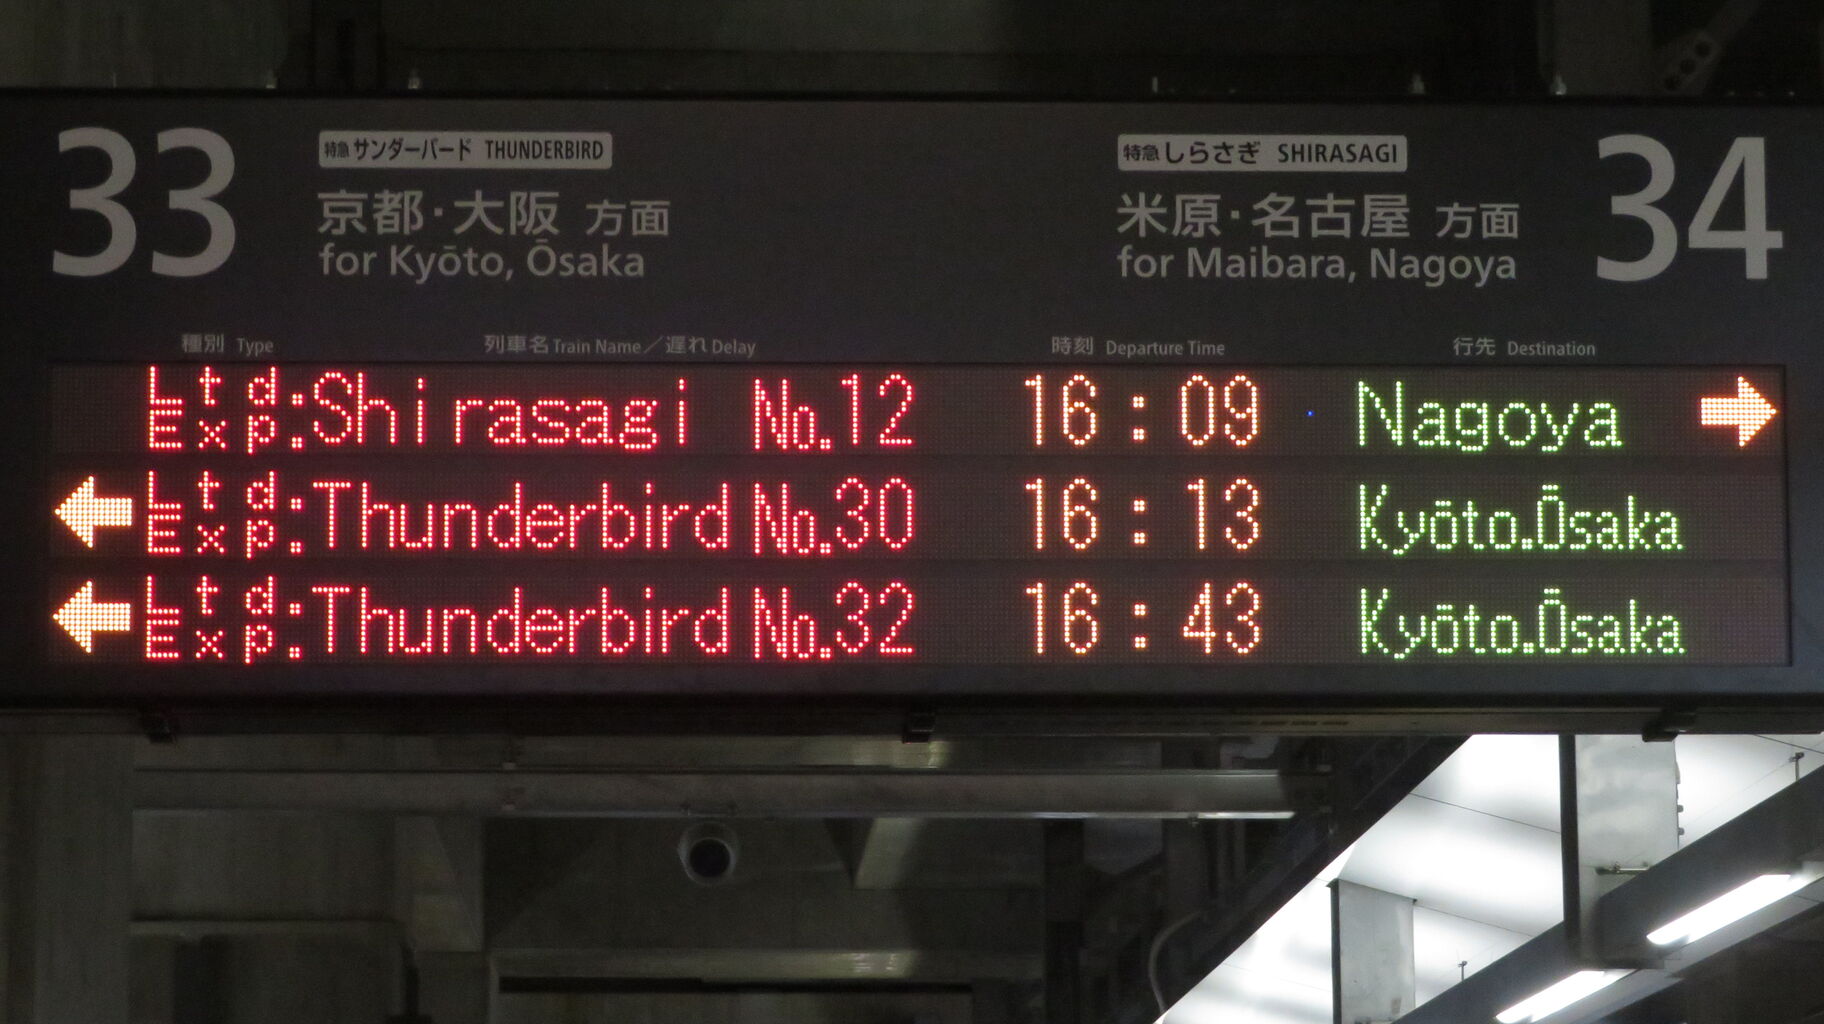 33
特急 サンダーバード THUNDERBIRD
京都・大阪 方面
for Kyōto, Ōsaka
特急 しらさぎ SHIRASAGI
米原・名古屋 方面
for Maibara, Nagoya
34
種別 Type 列車名 Train Name／遅れ Delay 時刻 Departure Time 行先 Destination
Ltd. Exp. Shirasagi No.12 16:09 Nagoya →
← Ltd. Exp. Thunderbird No.30 16:13 Kyōto.Ōsaka
← Ltd. Exp. Thunderbird No.32 16:43 Kyōto.Ōsaka